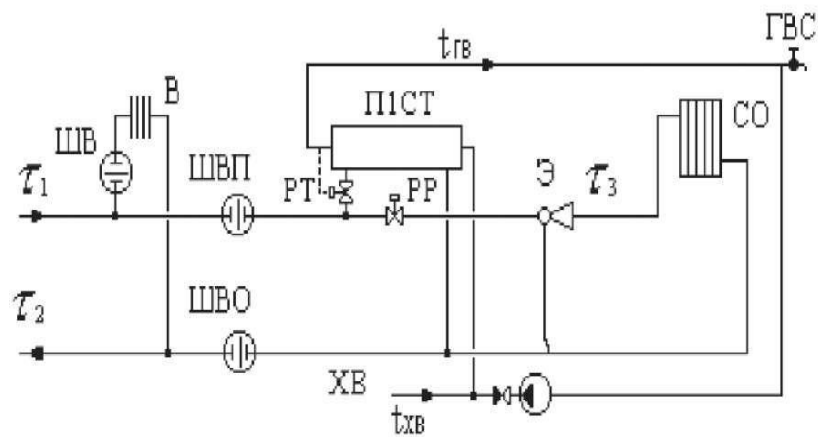 ГВС
tГВ
В
П1СТ
СО
ШВ
ШВП
РТ
РР
Э
τ3
τ1
τ2
ШВО
ХВ
tХВ